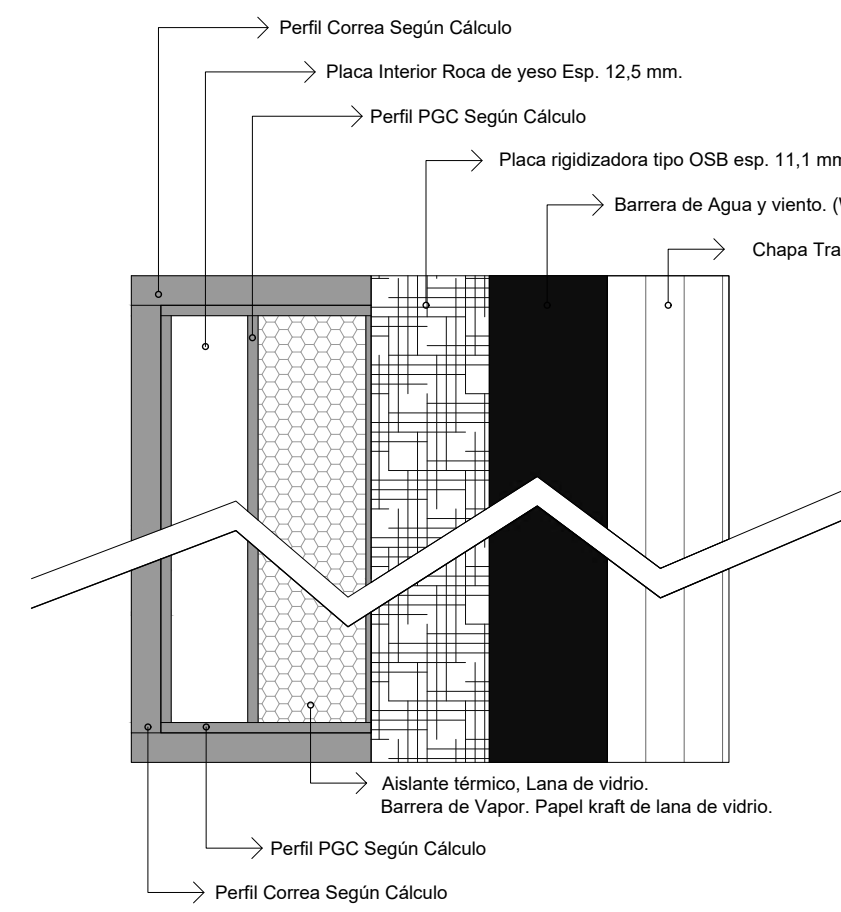 Perfil Correa Según Cálculo
Placa Interior Roca de yeso Esp. 12,5 mm.
Perfil PGC Según Cálculo
Placa rigidizadora tipo OSB esp. 11,1 mm
Barrera de Agua y viento. (
Chapa Tra
Aislante térmico, Lana de vidrio.
Barrera de Vapor. Papel kraft de lana de vidrio.
Perfil PGC Según Cálculo
Perfil Correa Según Cálculo